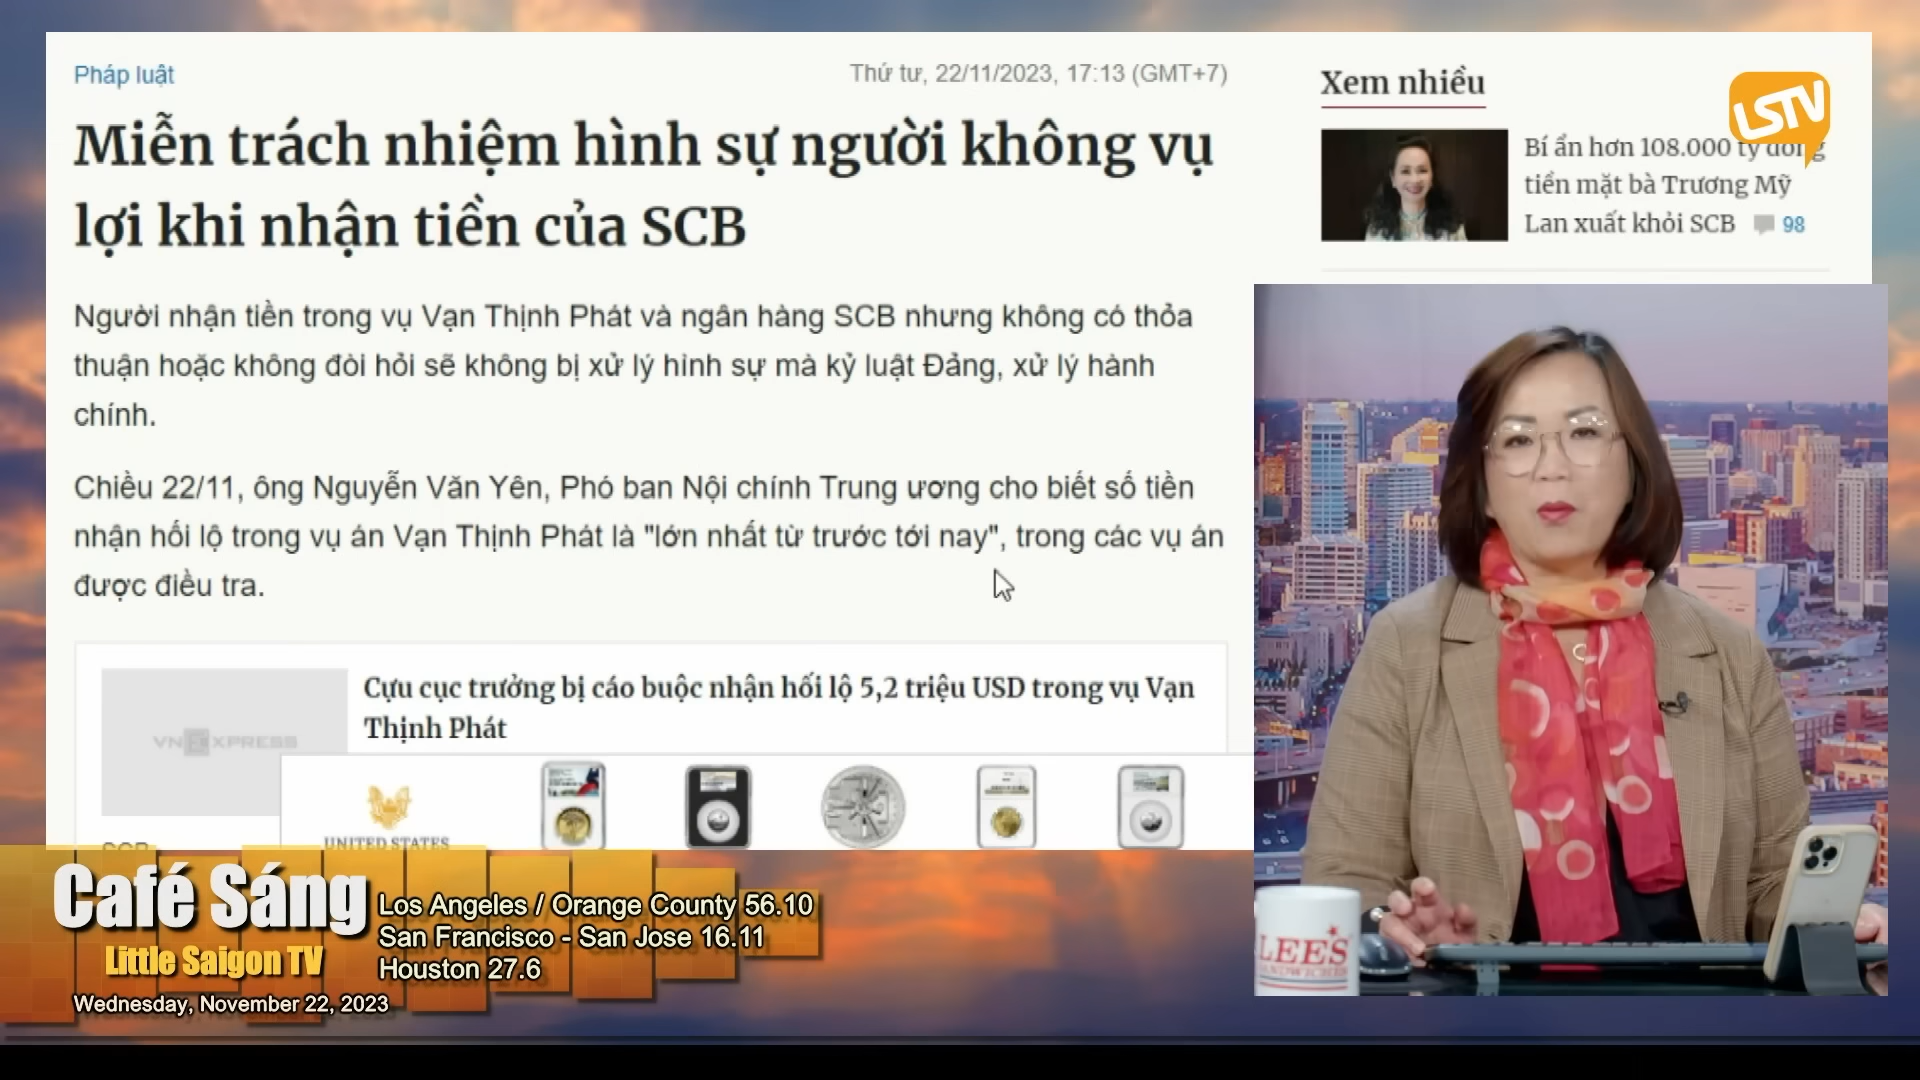 Pháp luật
Thứ tư, 22/11/2023, 17:13 (GMT+7)
Miễn trách nhiệm hình sự người không vụ
lợi khi nhận tiền của SCB
Người nhận tiền trong vụ Vạn Thịnh Phát và ngân hàng SCB nhưng không có thỏa
thuận hoặc không đòi hỏi sẽ không bị xử lý hình sự mà kỷ luật Đảng, xử lý hành
chính.
Chiều 22/11, ông Nguyễn Văn Yên, Phó ban Nội chính Trung ương cho biết số tiền
nhận hối lộ trong vụ án Vạn Thịnh Phát là "lớn nhất từ trước tới nay", trong các vụ án
được điều tra.
VNEXPRESS
Cựu cục trưởng bị cáo buộc nhận hối lộ 5,2 triệu USD trong vụ Vạn
Thịnh Phát
UNITED STATES
SCB
Xem nhiều
Bí ẩn hơn 108.000 tỷ đồng
tiền mặt bà Trương Mỹ
Lan xuất khỏi SCB 98
LSTV
LEE'S
SANDWICHES
Café Sáng
Little Saigon TV
Wednesday, November 22, 2023
Los Angeles / Orange County 56.10
San Francisco - San Jose 16.11
Houston 27.6